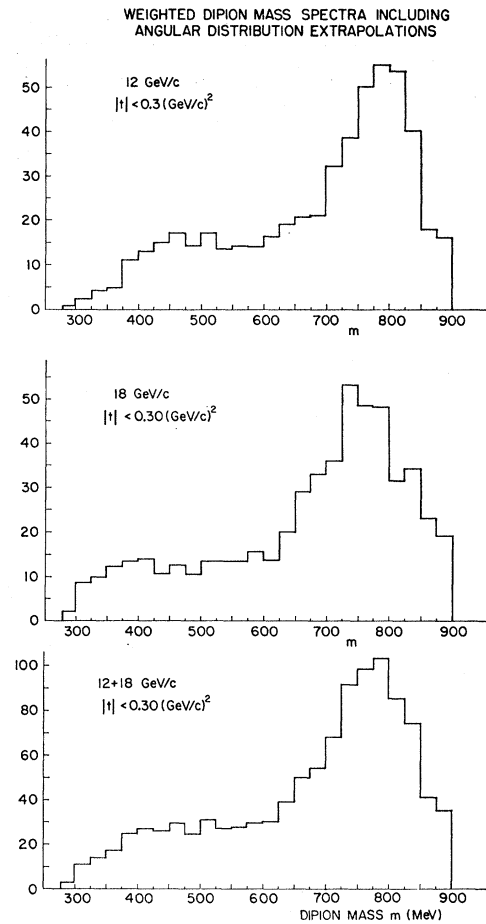 WEIGHTED DIPION MASS SPECTRA INCLUDING
ANGULAR DISTRIBUTION EXTRAPOLATIONS
12 GeV/c
|t| < 0.3 (GeV/c)²
50
40
30
20
10
0
300 400 500 600 700 800 900
m
18 GeV/c
|t| < 0.30 (GeV/c)²
50
40
30
20
10
0
300 400 500 600 700 800 900
m
12+18 GeV/c
|t| < 0.30 (GeV/c)²
100
80
60
40
20
0
300 400 500 600 700 800 900
DIPION MASS m (MeV)